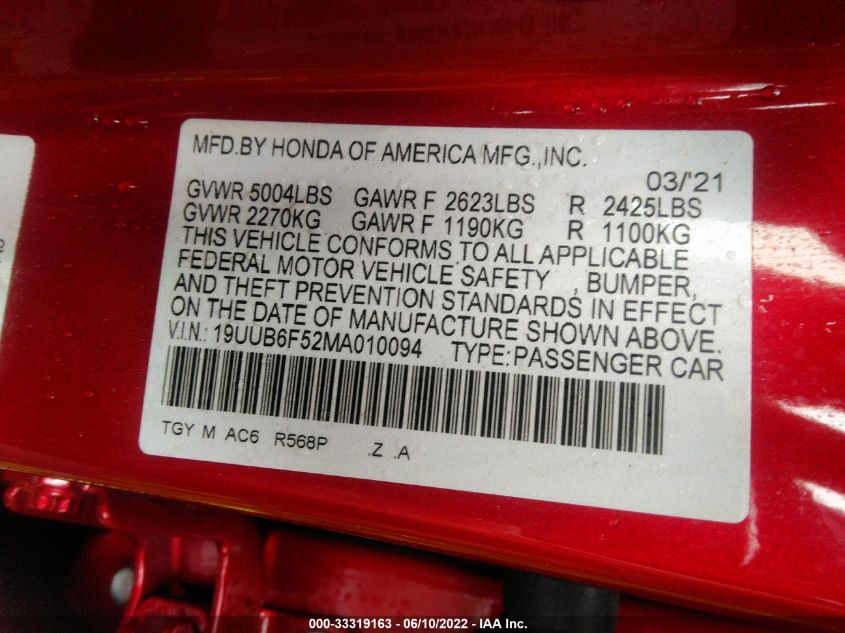 MFD.BY HONDA OF AMERICA MFG.,INC.
03/'21
GVWR 5004LBS GAWR F 2623LBS R 2425LBS
GVWR 2270KG GAWR F 1190KG R 1100KG
THIS VEHICLE CONFORMS TO ALL APPLICABLE
FEDERAL MOTOR VEHICLE SAFETY , BUMPER,
AND THEFT PREVENTION STANDARDS IN EFFECT
ON THE DATE OF MANUFACTURE SHOWN ABOVE.
V.I.N.: 19UUB6F52MA010094 TYPE:PASSENGER CAR
TGY M AC6 R568P .Z .A
000-33319163 - 06/10/2022 - IAA Inc.